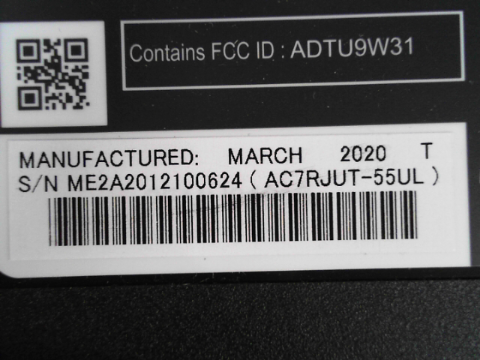 Contains FCC ID : ADTU9W31
MANUFACTURED: MARCH 2020 T
S/N ME2A2012100624 ( AC7RJUT-55UL )